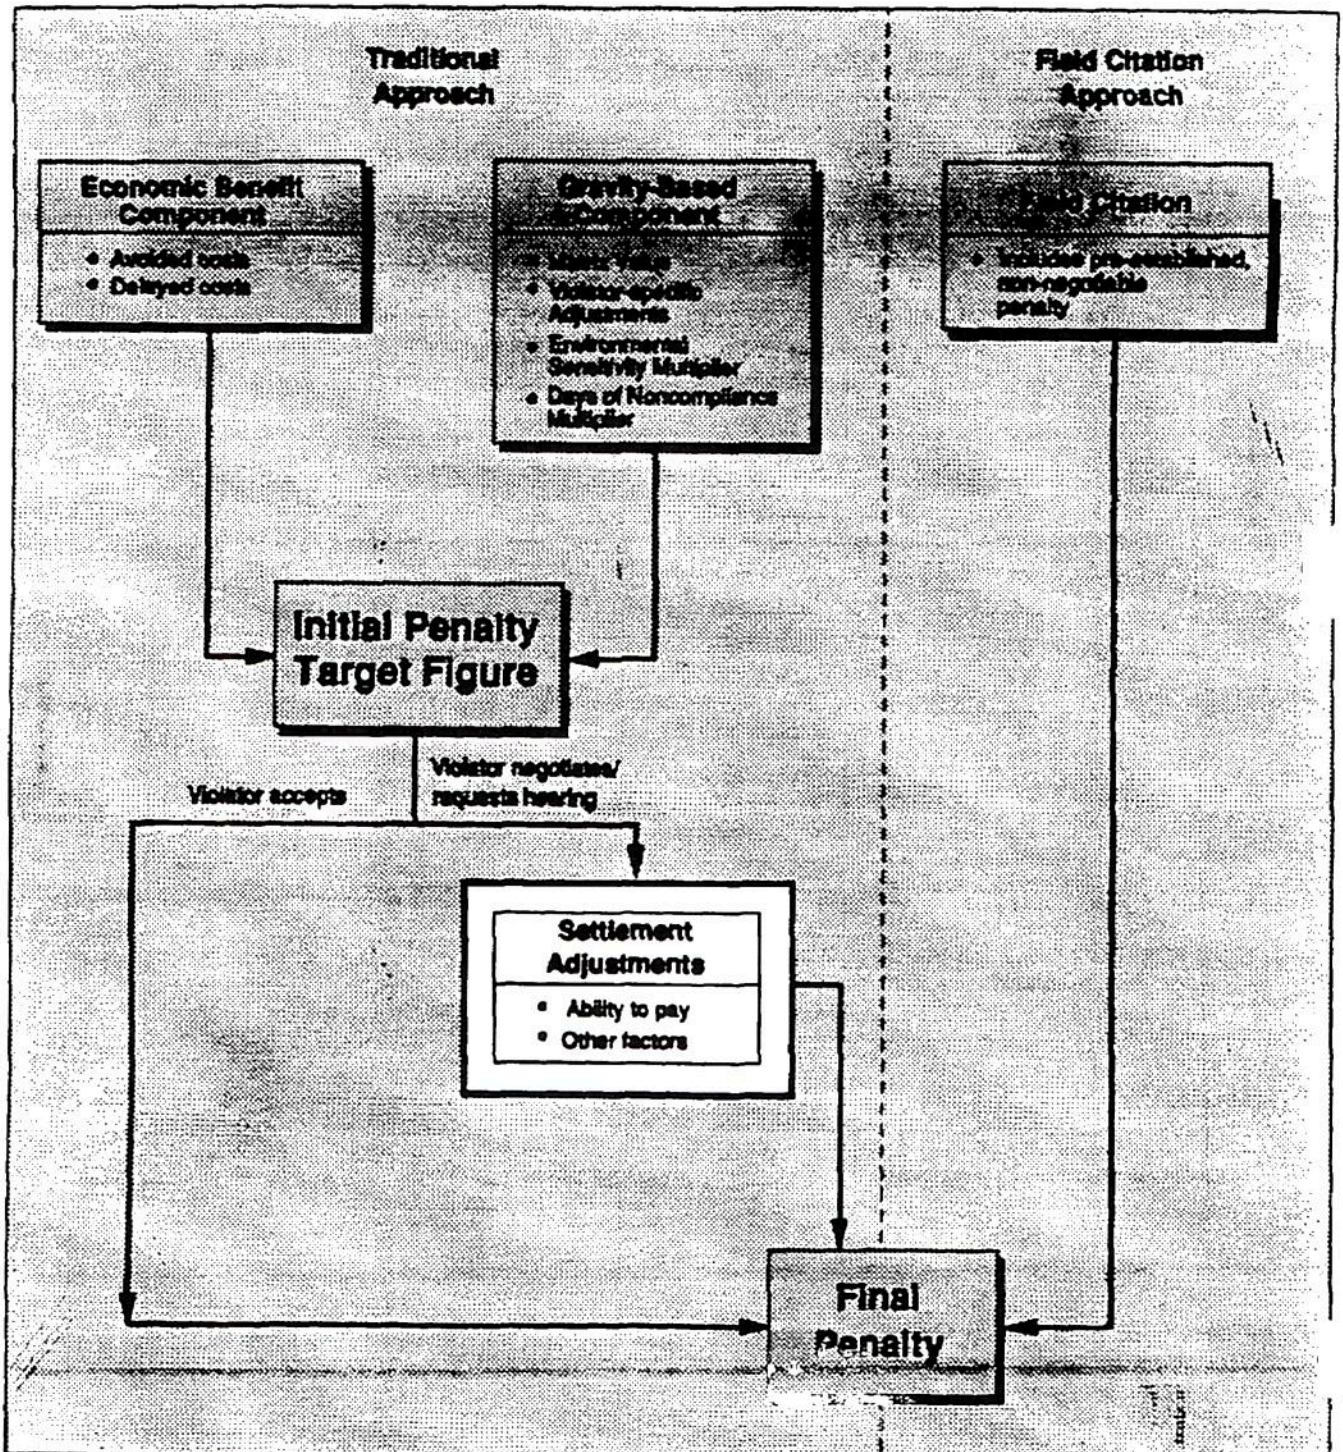 Traditional
Approach
Field Citation
Approach
Economic Benefit
Component
• Avoided costs
• Delayed costs
Gravity-Based
Component
• Matrix Value
• Violator-specific
Adjustments
• Environmental
Sensitivity Multiplier
• Days of Noncompliance
Multiplier
Field Citation
• Includes pre-established,
non-negotiable
penalty
Initial Penalty
Target Figure
Violator accepts
Violator negotiates/
requests hearing
Settlement
Adjustments
• Ability to pay
• Other factors
Final
Penalty